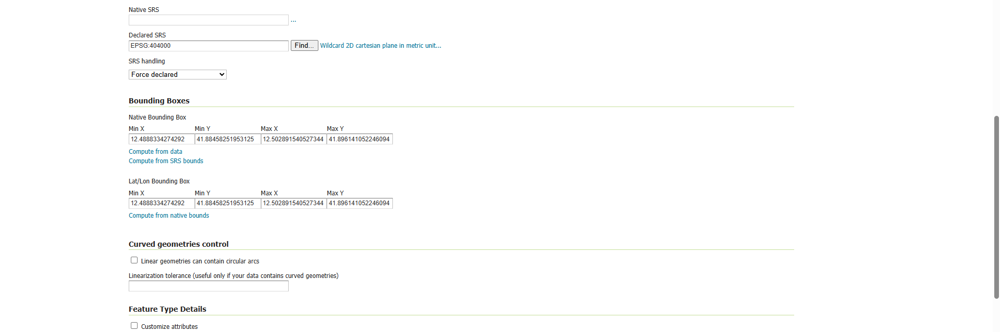 Native SRS
...
Declared SRS
EPSG:404000 Find... Wildcard 2D cartesian plane in metric unit...
SRS handling
Force declared
Bounding Boxes
Native Bounding Box
Min X Min Y Max X Max Y
12.4888334274292 41.88458251953125 12.502891540527344 41.896141052246094
Compute from data
Compute from SRS bounds
Lat/Lon Bounding Box
Min X Min Y Max X Max Y
12.4888334274292 41.88458251953125 12.502891540527344 41.896141052246094
Compute from native bounds
Curved geometries control
Linear geometries can contain circular arcs
Linearization tolerance (useful only if your data contains curved geometries)
Feature Type Details
Customize attributes